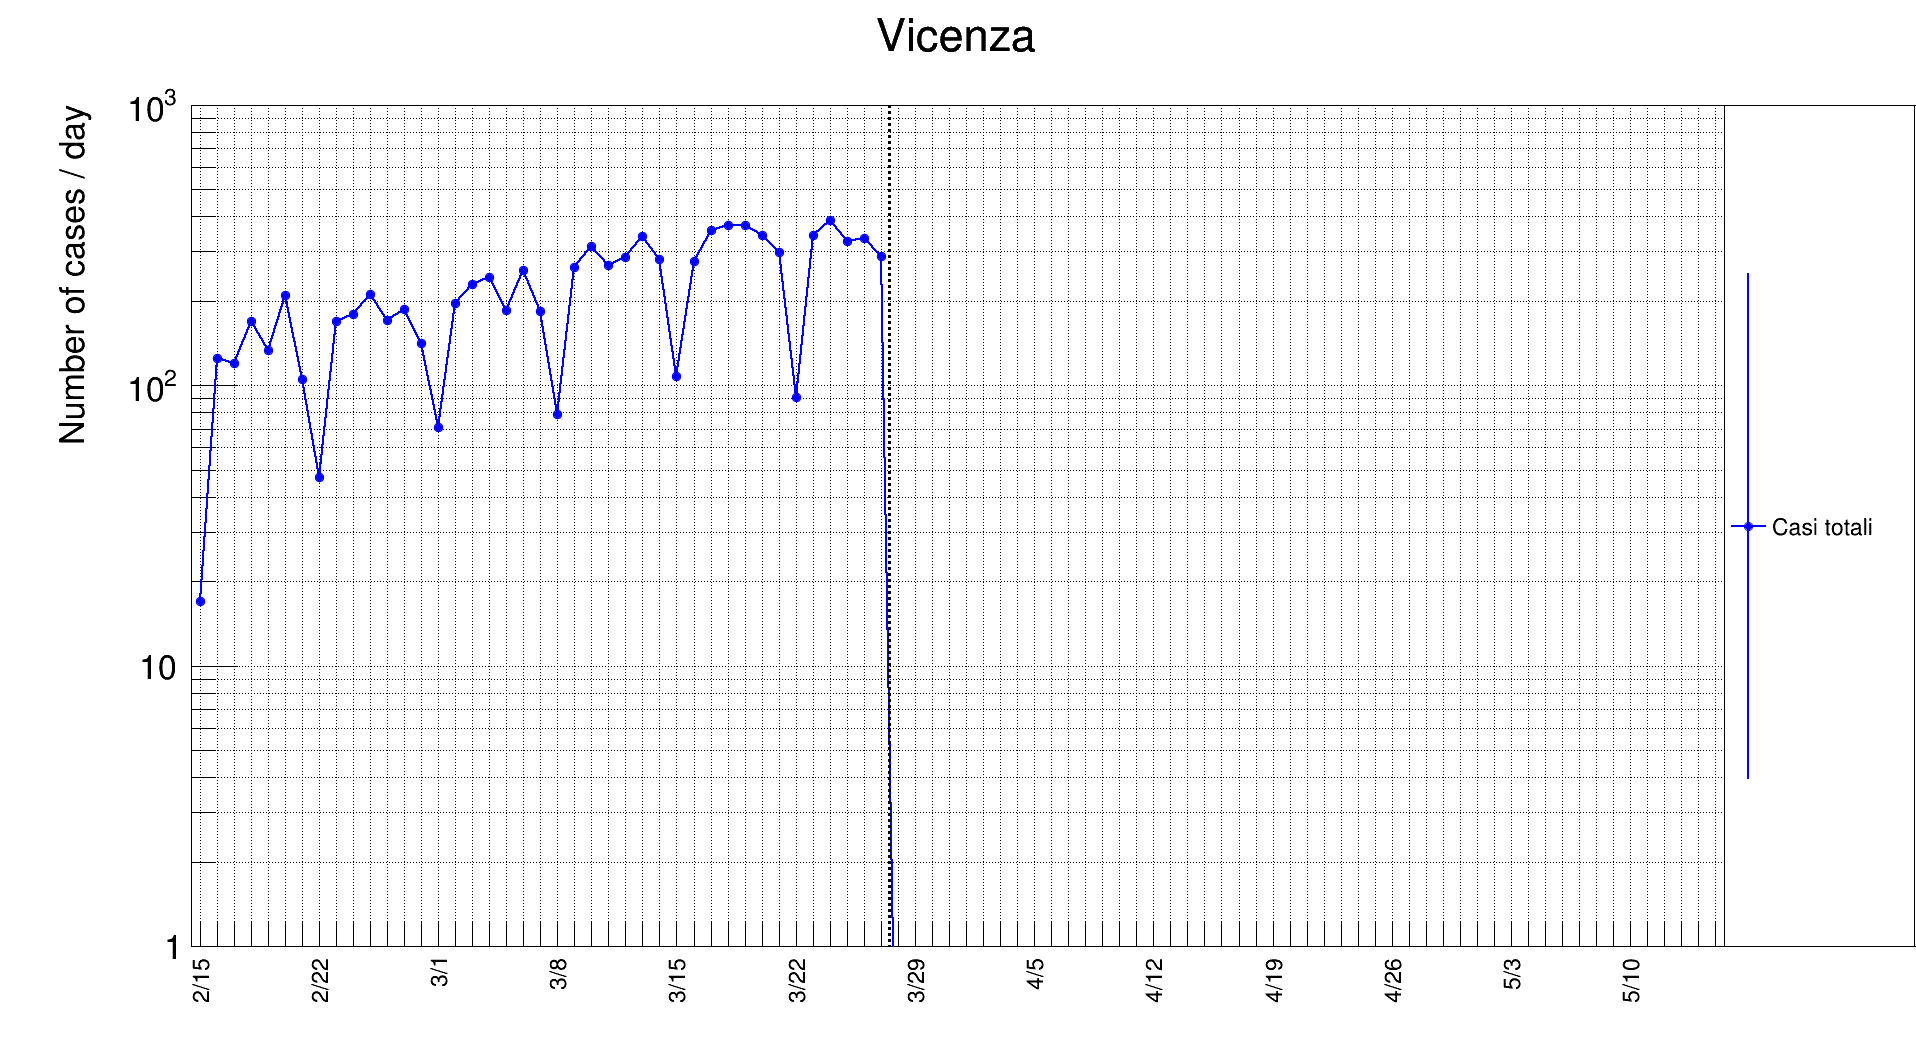 Vicenza
Number of cases / day
10³
10²
10
1
2/15 2/22 3/1 3/8 3/15 3/22 3/29 4/5 4/12 4/19 4/26 5/3 5/10
Casi totali